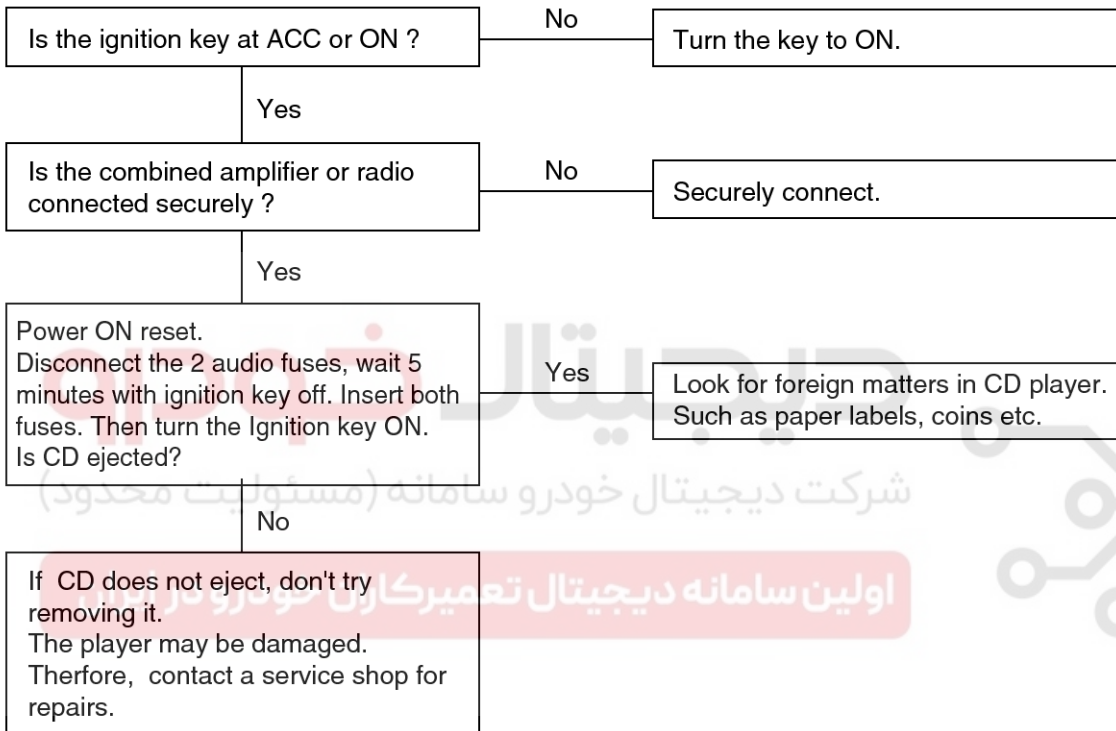 Is the ignition key at ACC or ON ?
No
Turn the key to ON.
Yes
Is the combined amplifier or radio
connected securely ?
No
Securely connect.
Yes
Power ON reset.
Disconnect the 2 audio fuses, wait 5
minutes with ignition key off. Insert both
fuses. Then turn the Ignition key ON.
Is CD ejected?
Yes
Look for foreign matters in CD player.
Such as paper labels, coins etc.
No
If CD does not eject, don't try
removing it.
The player may be damaged.
Therfore, contact a service shop for
repairs.
دیجیتال خودرو
شرکت دیجیتال خودرو سامانه (مسئولیت محدود)
اولین سامانه دیجیتال تعمیرکاران خودرو در ایران